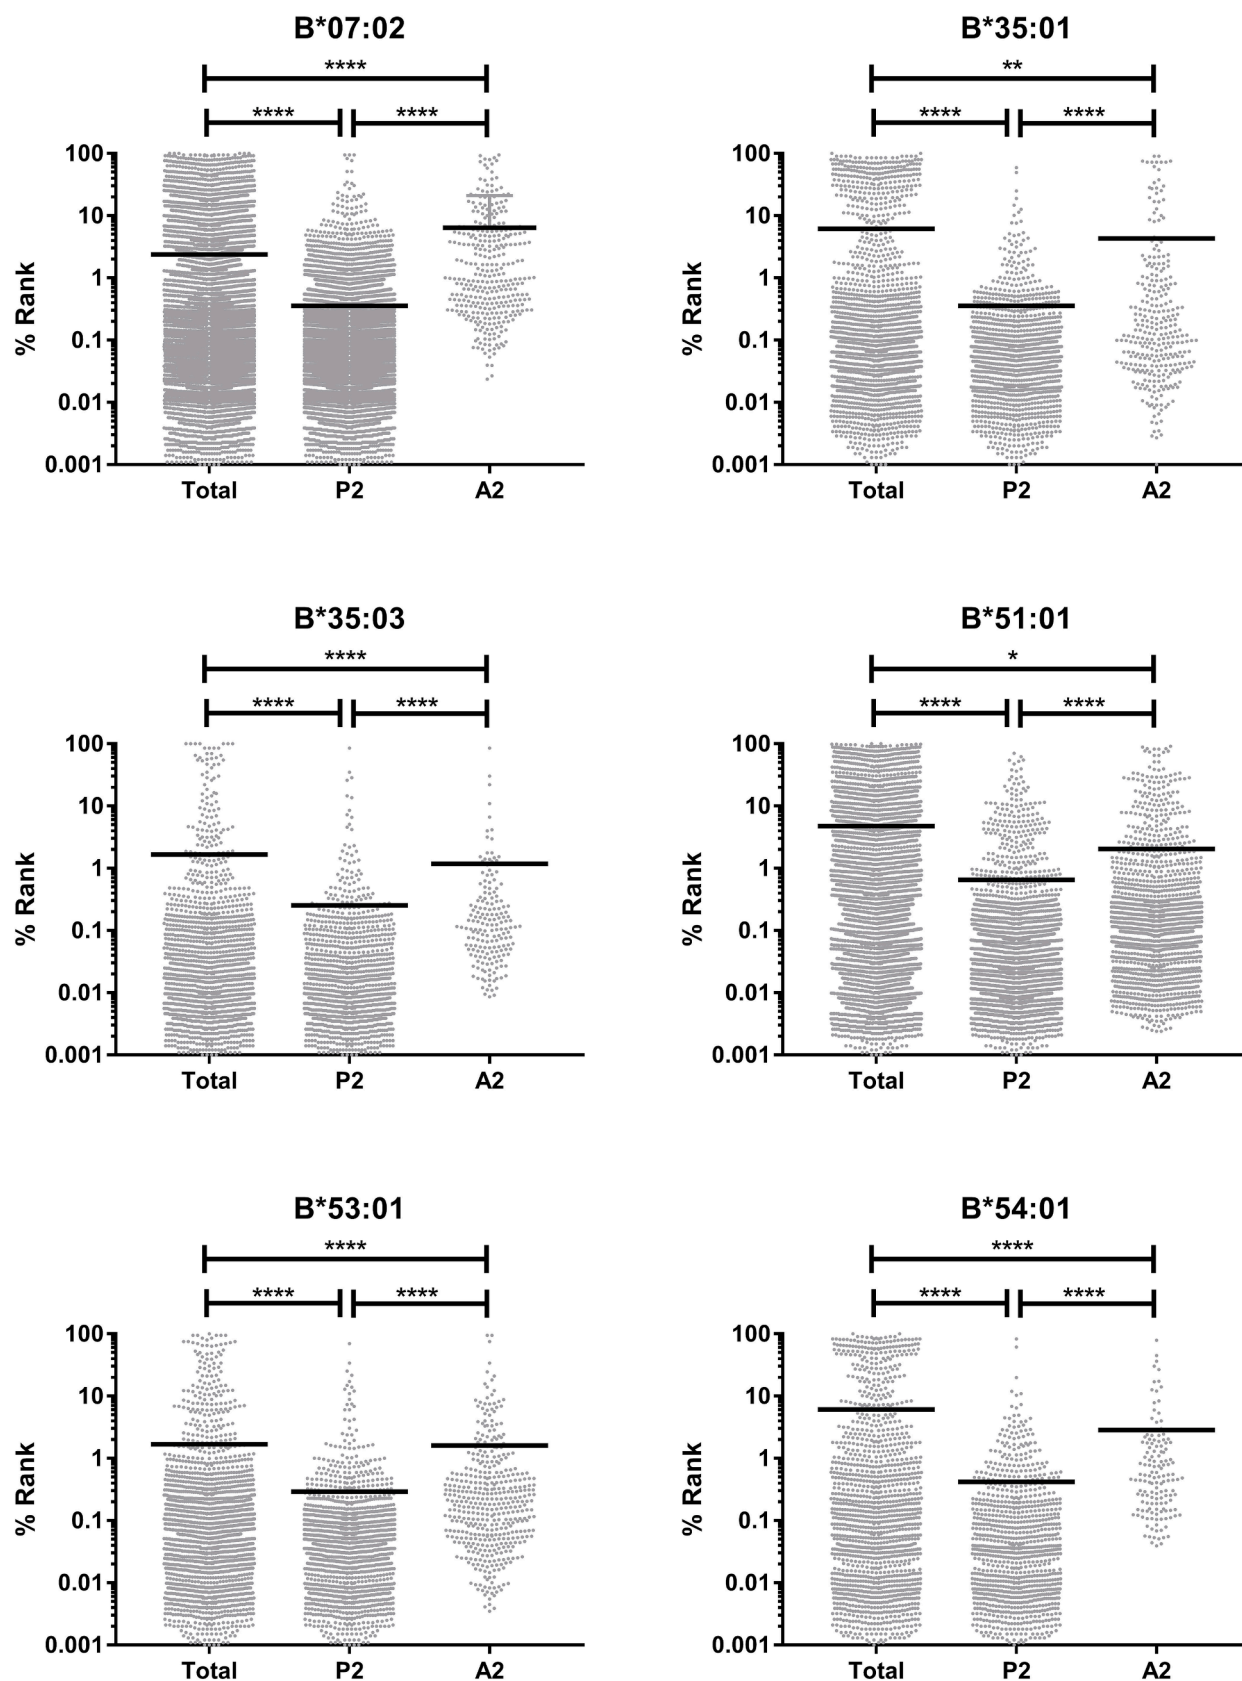 B*07:02
****
**** ****
% Rank
100
10
1
0.1
0.01
0.001
Total P2 A2
B*35:01
**
**** ****
% Rank
100
10
1
0.1
0.01
0.001
Total P2 A2
B*35:03
****
**** ****
% Rank
100
10
1
0.1
0.01
0.001
Total P2 A2
B*51:01
*
**** ****
% Rank
100
10
1
0.1
0.01
0.001
Total P2 A2
B*53:01
****
**** ****
% Rank
100
10
1
0.1
0.01
0.001
Total P2 A2
B*54:01
****
**** ****
% Rank
100
10
1
0.1
0.01
0.001
Total P2 A2